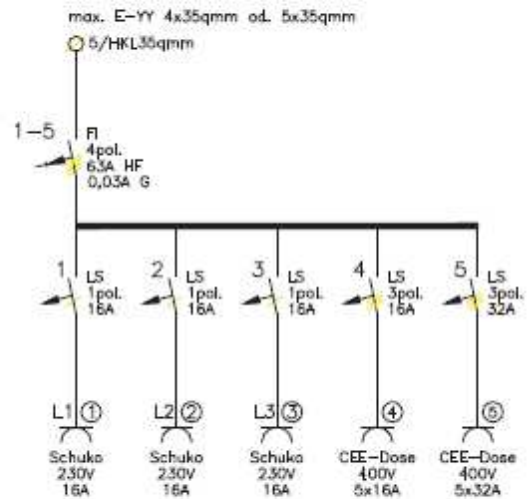 max. E-YY 4x35qmm od. 5x35qmm
5/HKL35qmm
1-5
FI
4pol.
63A HF
0,03A G
1
LS
1pol.
16A
2
LS
1pol.
16A
3
LS
1pol.
16A
4
LS
3pol.
16A
5
LS
3pol.
32A
L1 ①
L2 ②
L3 ③
④
⑤
Schuko
230V
16A
Schuko
230V
16A
Schuko
230V
16A
CEE-Dose
400V
5x16A
CEE-Dose
400V
5x32A